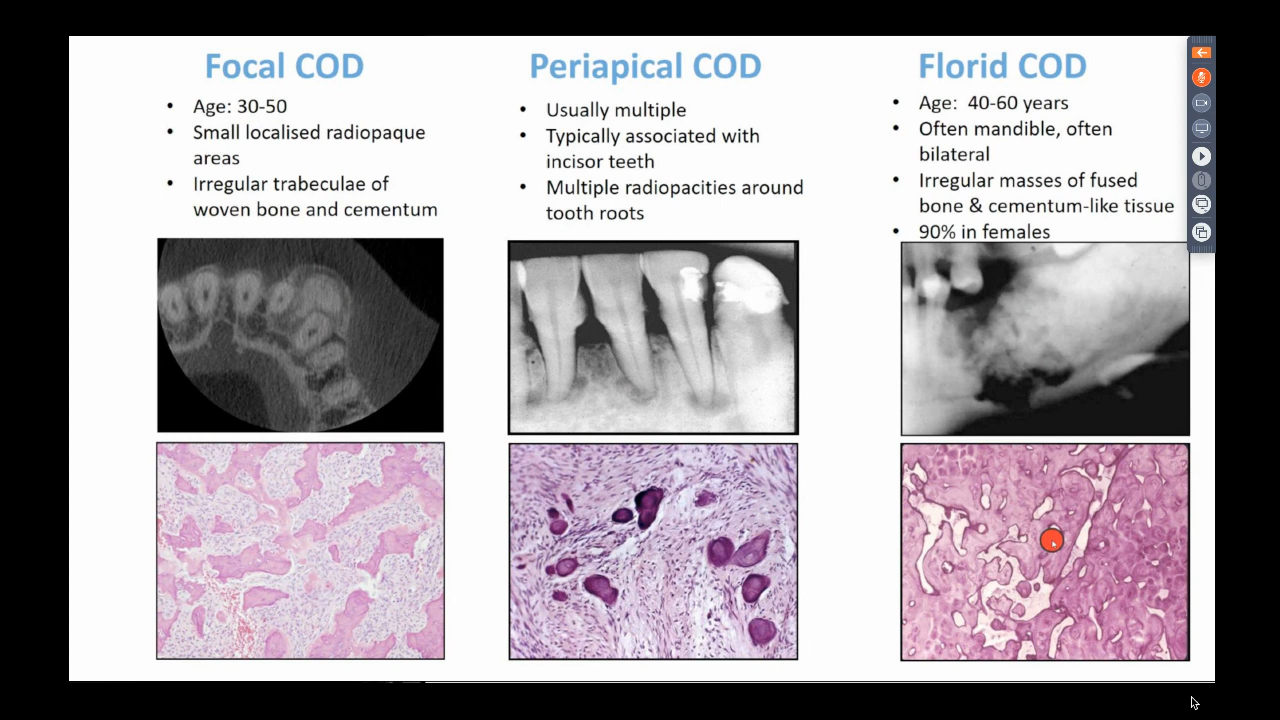 Focal COD
• Age: 30-50
• Small localised radiopaque
areas
• Irregular trabeculae of
woven bone and cementum
Periapical COD
• Usually multiple
• Typically associated with
incisor teeth
• Multiple radiopacities around
tooth roots
Florid COD
• Age: 40-60 years
• Often mandible, often
bilateral
• Irregular masses of fused
bone & cementum-like tissue
• 90% in females